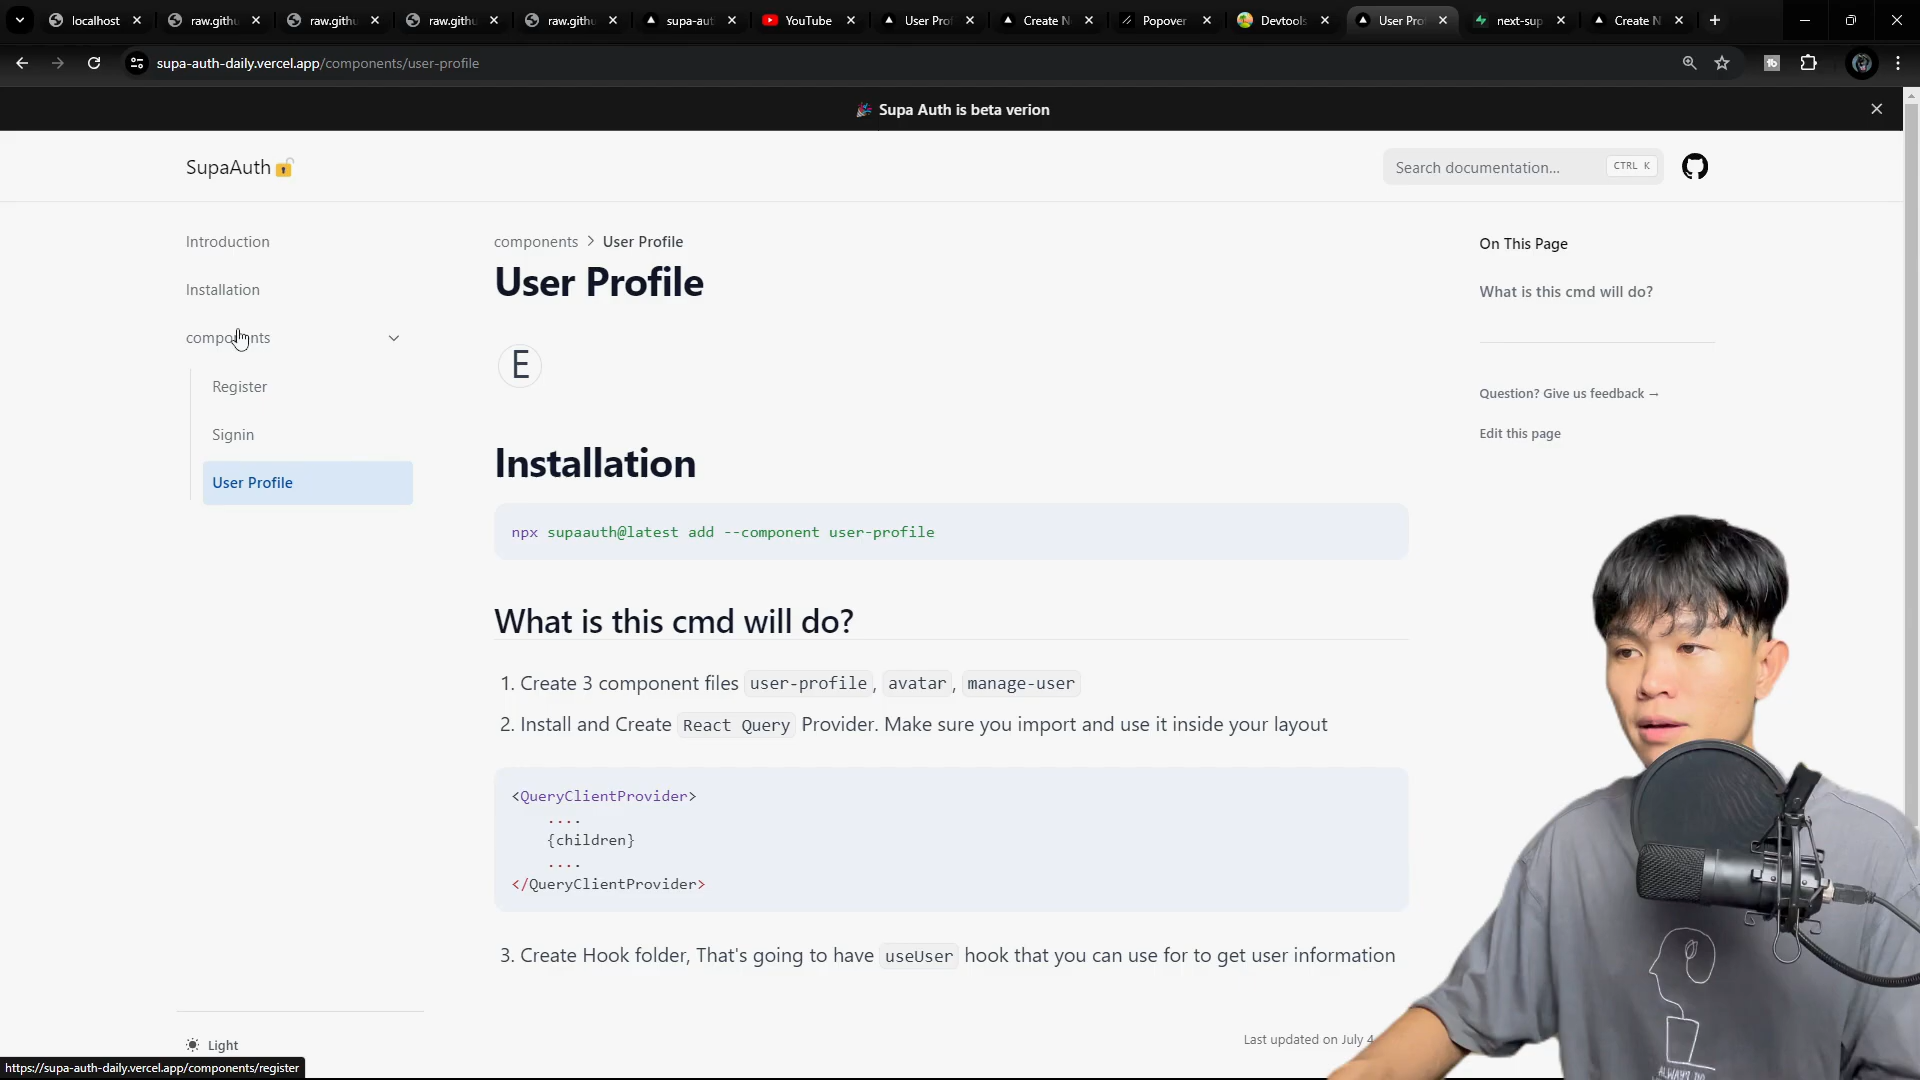 localhost
raw.githu
raw.githu
raw.githu
raw.githu
supa-aut
YouTube
User Prof
Create N
Popover
Devtools
User Pro
next-sup
Create N
supa-auth-daily.vercel.app/components/user-profile
🎉 Supa Auth is beta verion
SupaAuth🔓
Search documentation...
CTRL K
Introduction
Installation
components
Register
Signin
User Profile
components > User Profile
User Profile
E
Installation
npx supaauth@latest add --component user-profile
What is this cmd will do?
1. Create 3 component files user-profile, avatar, manage-user
2. Install and Create React Query Provider. Make sure you import and use it inside your layout
<QueryClientProvider>
....
{children}
....
</QueryClientProvider>
3. Create Hook folder, That's going to have useUser hook that you can use for to get user information
Last updated on July 4
On This Page
What is this cmd will do?
Question? Give us feedback →
Edit this page
Light
https://supa-auth-daily.vercel.app/components/register